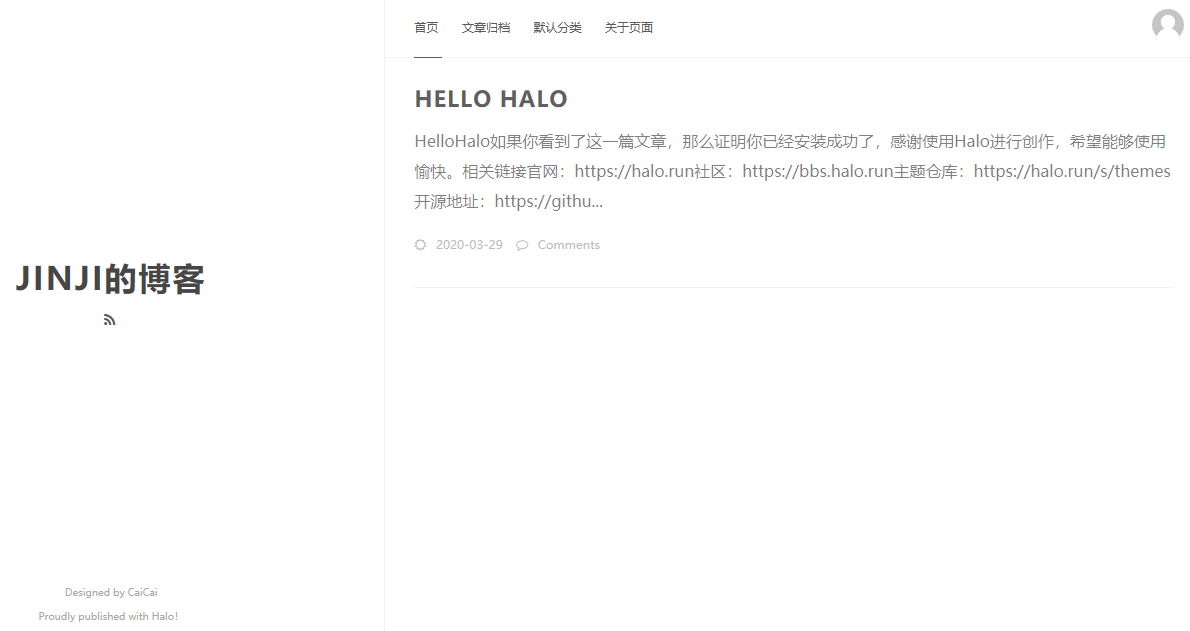 首页 文章归档 默认分类 关于页面
HELLO HALO
HelloHalo如果你看到了这一篇文章，那么证明你已经安装成功了，感谢使用Halo进行创作，希望能够使用
愉快。相关链接官网：https://halo.run社区：https://bbs.halo.run主题仓库：https://halo.run/s/themes
开源地址：https://githu...
2020-03-29 Comments
JINJI的博客
Designed by CaiCai
Proudly published with Halo!